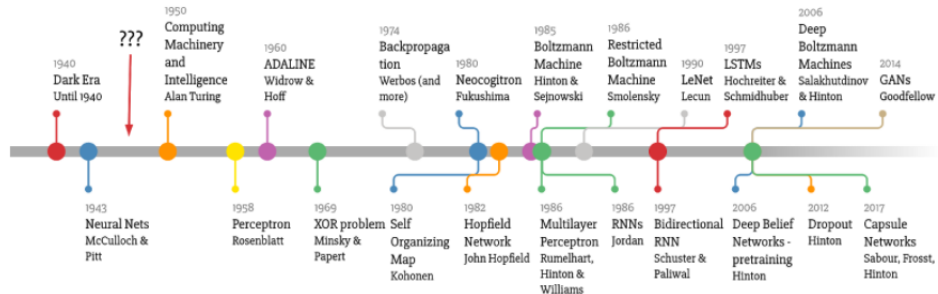 ???
1940
Dark Era
Until 1940
1950
Computing
Machinery
and
Intelligence
Alan Turing
1960
ADALINE
Widrow &
Hoff
1974
Backpropaga
tion
Werbos (and
more)
1980
Neocogitron
Fukushima
1985
Boltzmann
Machine
Hinton &
Sejnowski
1986
Restricted
Boltzmann
Machine
Smolensky
1990
LeNet
Lecun
1997
LSTMs
Hochreiter &
Schmidhuber
2006
Deep
Boltzmann
Machines
Salakhutdinov
& Hinton
2014
GANs
Goodfellow
1943
Neural Nets
McCulloch &
Pitt
1958
Perceptron
Rosenblatt
1969
XOR problem
Minsky &
Papert
1980
Self
Organizing
Map
Kohonen
1982
Hopfield
Network
John Hopfield
1986
Multilayer
Perceptron
Rumelhart,
Hinton &
Williams
1986
RNNs
Jordan
1997
Bidirectional
RNN
Schuster &
Paliwal
2006
Deep Belief
Networks -
pretraining
Hinton
2012
Dropout
Hinton
2017
Capsule
Networks
Sabour, Frosst,
Hinton